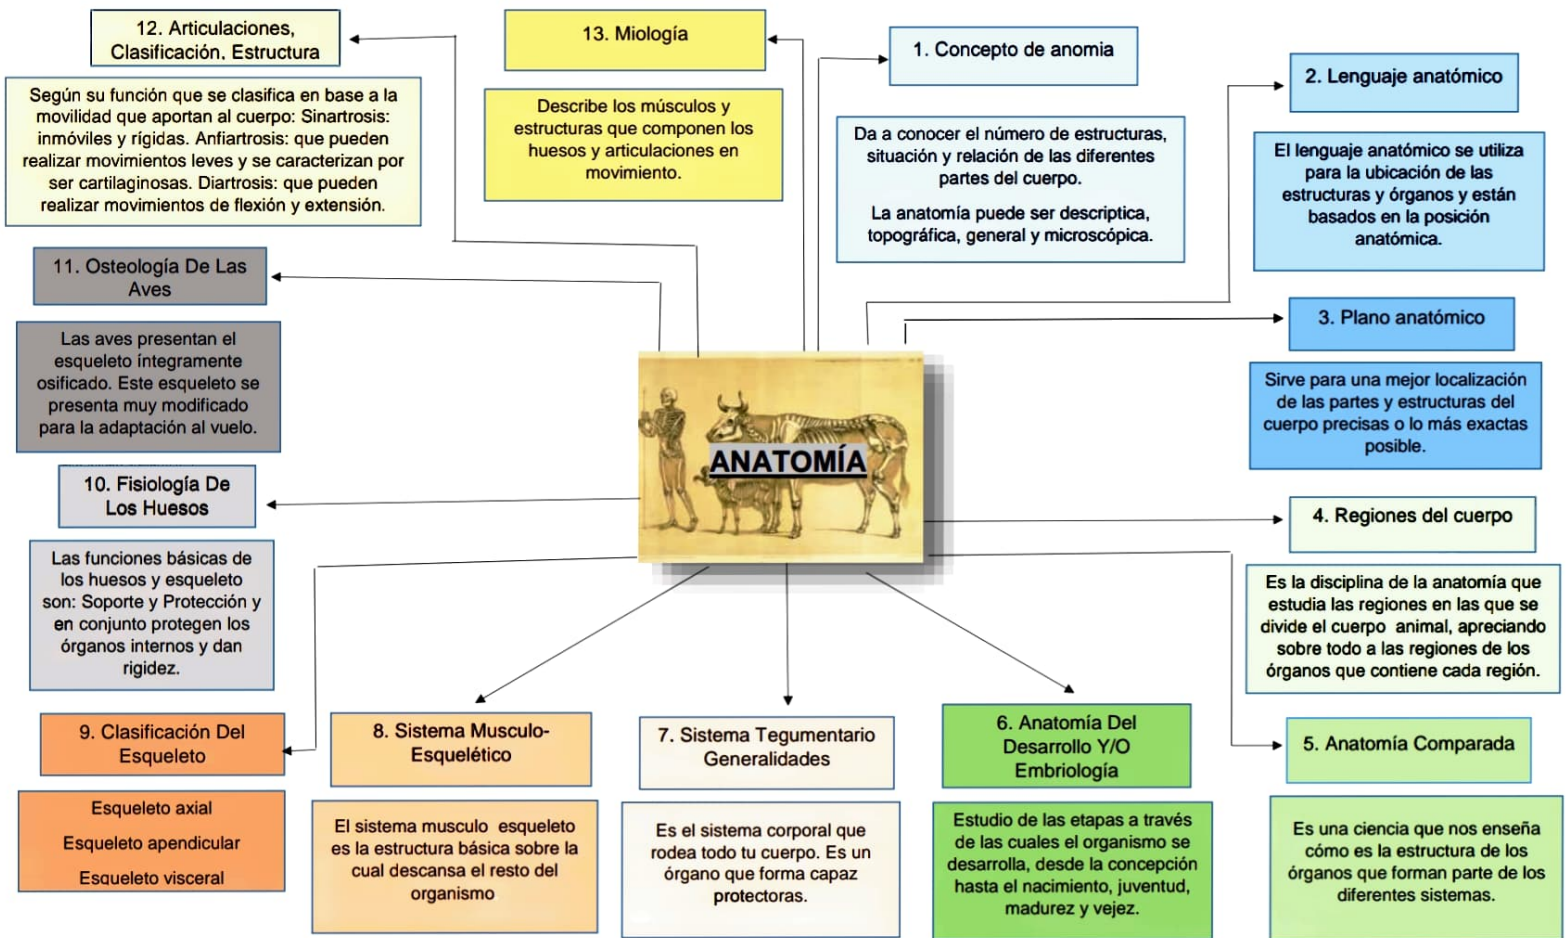 12. Articulaciones,
Clasificación, Estructura
Según su función que se clasifica en base a la
movilidad que aportan al cuerpo: Sinartrosis:
inmóviles y rígidas. Anfiartrosis: que pueden
realizar movimientos leves y se caracterizan por
ser cartilaginosas. Diartrosis: que pueden
realizar movimientos de flexión y extensión.
13. Miología
Describe los músculos y
estructuras que componen los
huesos y articulaciones en
movimiento.
1. Concepto de anomia
Da a conocer el número de estructuras,
situación y relación de las diferentes
partes del cuerpo.
La anatomía puede ser descriptica,
topográfica, general y microscópica.
2. Lenguaje anatómico
El lenguaje anatómico se utiliza
para la ubicación de las
estructuras y órganos y están
basados en la posición
anatómica.
11. Osteología De Las
Aves
Las aves presentan el
esqueleto íntegramente
osificado. Este esqueleto se
presenta muy modificado
para la adaptación al vuelo.
3. Plano anatómico
Sirve para una mejor localización
de las partes y estructuras del
cuerpo precisas o lo más exactas
posible.
ANATOMÍA
10. Fisiología De
Los Huesos
Las funciones básicas de
los huesos y esqueleto
son: Soporte y Protección y
en conjunto protegen los
órganos internos y dan
rigidez.
4. Regiones del cuerpo
Es la disciplina de la anatomía que
estudia las regiones en las que se
divide el cuerpo animal, apreciando
sobre todo a las regiones de los
órganos que contiene cada región.
9. Clasificación Del
Esqueleto
Esqueleto axial
Esqueleto apendicular
Esqueleto visceral
8. Sistema Musculo-
Esquelético
El sistema musculo esqueleto
es la estructura básica sobre la
cual descansa el resto del
organismo
7. Sistema Tegumentario
Generalidades
Es el sistema corporal que
rodea todo tu cuerpo. Es un
órgano que forma capaz
protectoras.
6. Anatomía Del
Desarrollo Y/O
Embriología
Estudio de las etapas a través
de las cuales el organismo se
desarrolla, desde la concepción
hasta el nacimiento, juventud,
madurez y vejez.
5. Anatomía Comparada
Es una ciencia que nos enseña
cómo es la estructura de los
órganos que forman parte de los
diferentes sistemas.